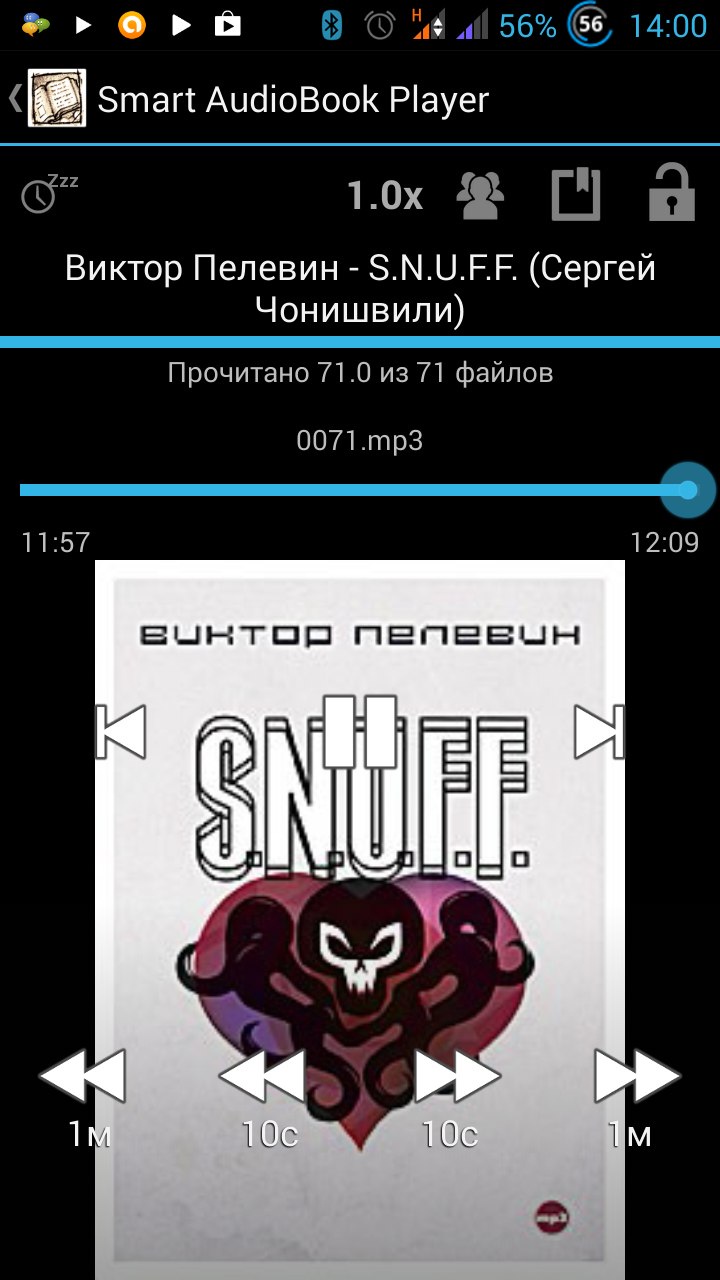 H
56%
56
14:00
Smart AudioBook Player
Zzz
1.0x
Виктор Пелевин - S.N.U.F.F. (Сергей
Чонишвили)
Прочитано 71.0 из 71 файлов
0071.mp3
11:57
12:09
ВИКТОР ПЕЛЕВИН
S.N.U.F.F.
1м
10с
10с
1м
mp3